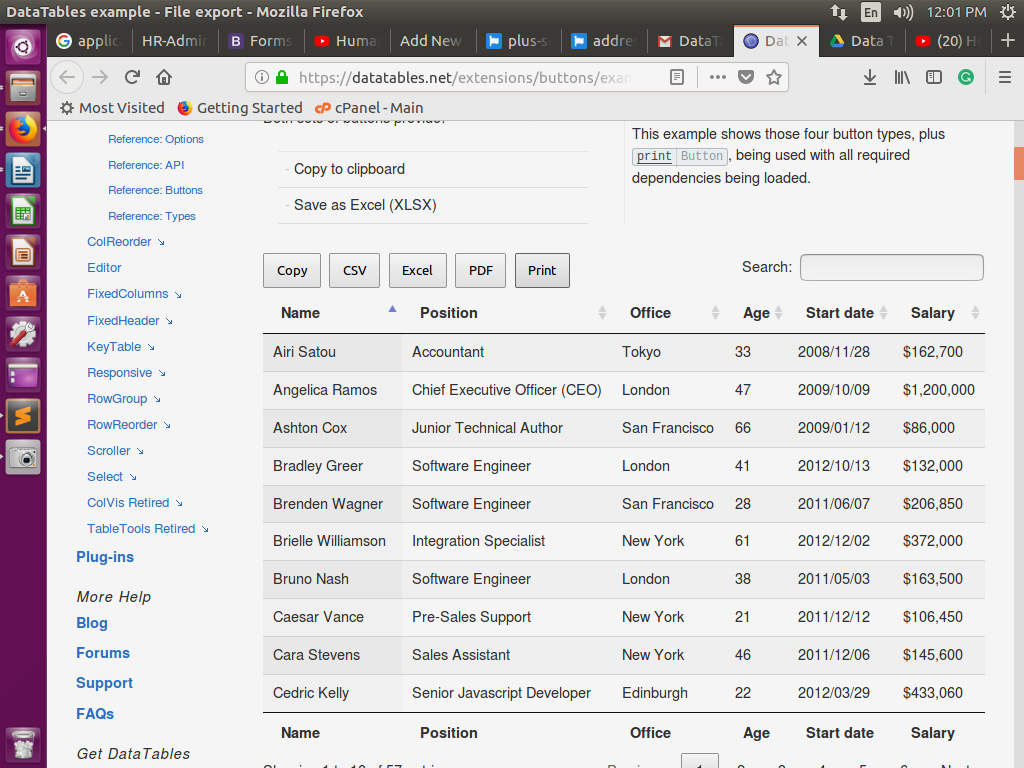 DataTables example - File export - Mozilla Firefox
En
12:01 PM
applic
HR-Admin
Forms
Huma
Add New
plus-s
addre
DataT
Dat
Data T
(20) H
https://datatables.net/extensions/buttons/exam
Most Visited
Getting Started
cPanel - Main
Reference: Options
Reference: API
Reference: Buttons
Reference: Types
ColReorder
Editor
FixedColumns
FixedHeader
KeyTable
Responsive
RowGroup
RowReorder
Scroller
Select
ColVis Retired
TableTools Retired
Plug-ins
More Help
Blog
Forums
Support
FAQs
Get DataTables
Both sets of buttons provide:
- Copy to clipboard
- Save as Excel (XLSX)
This example shows those four button types, plus
print Button, being used with all required
dependencies being loaded.
Copy CSV Excel PDF Print
Search:
Name Position Office Age Start date Salary
Airi Satou Accountant Tokyo 33 2008/11/28 $162,700
Angelica Ramos Chief Executive Officer (CEO) London 47 2009/10/09 $1,200,000
Ashton Cox Junior Technical Author San Francisco 66 2009/01/12 $86,000
Bradley Greer Software Engineer London 41 2012/10/13 $132,000
Brenden Wagner Software Engineer San Francisco 28 2011/06/07 $206,850
Brielle Williamson Integration Specialist New York 61 2012/12/02 $372,000
Bruno Nash Software Engineer London 38 2011/05/03 $163,500
Caesar Vance Pre-Sales Support New York 21 2011/12/12 $106,450
Cara Stevens Sales Assistant New York 46 2011/12/06 $145,600
Cedric Kelly Senior Javascript Developer Edinburgh 22 2012/03/29 $433,060
Name Position Office Age Start date Salary